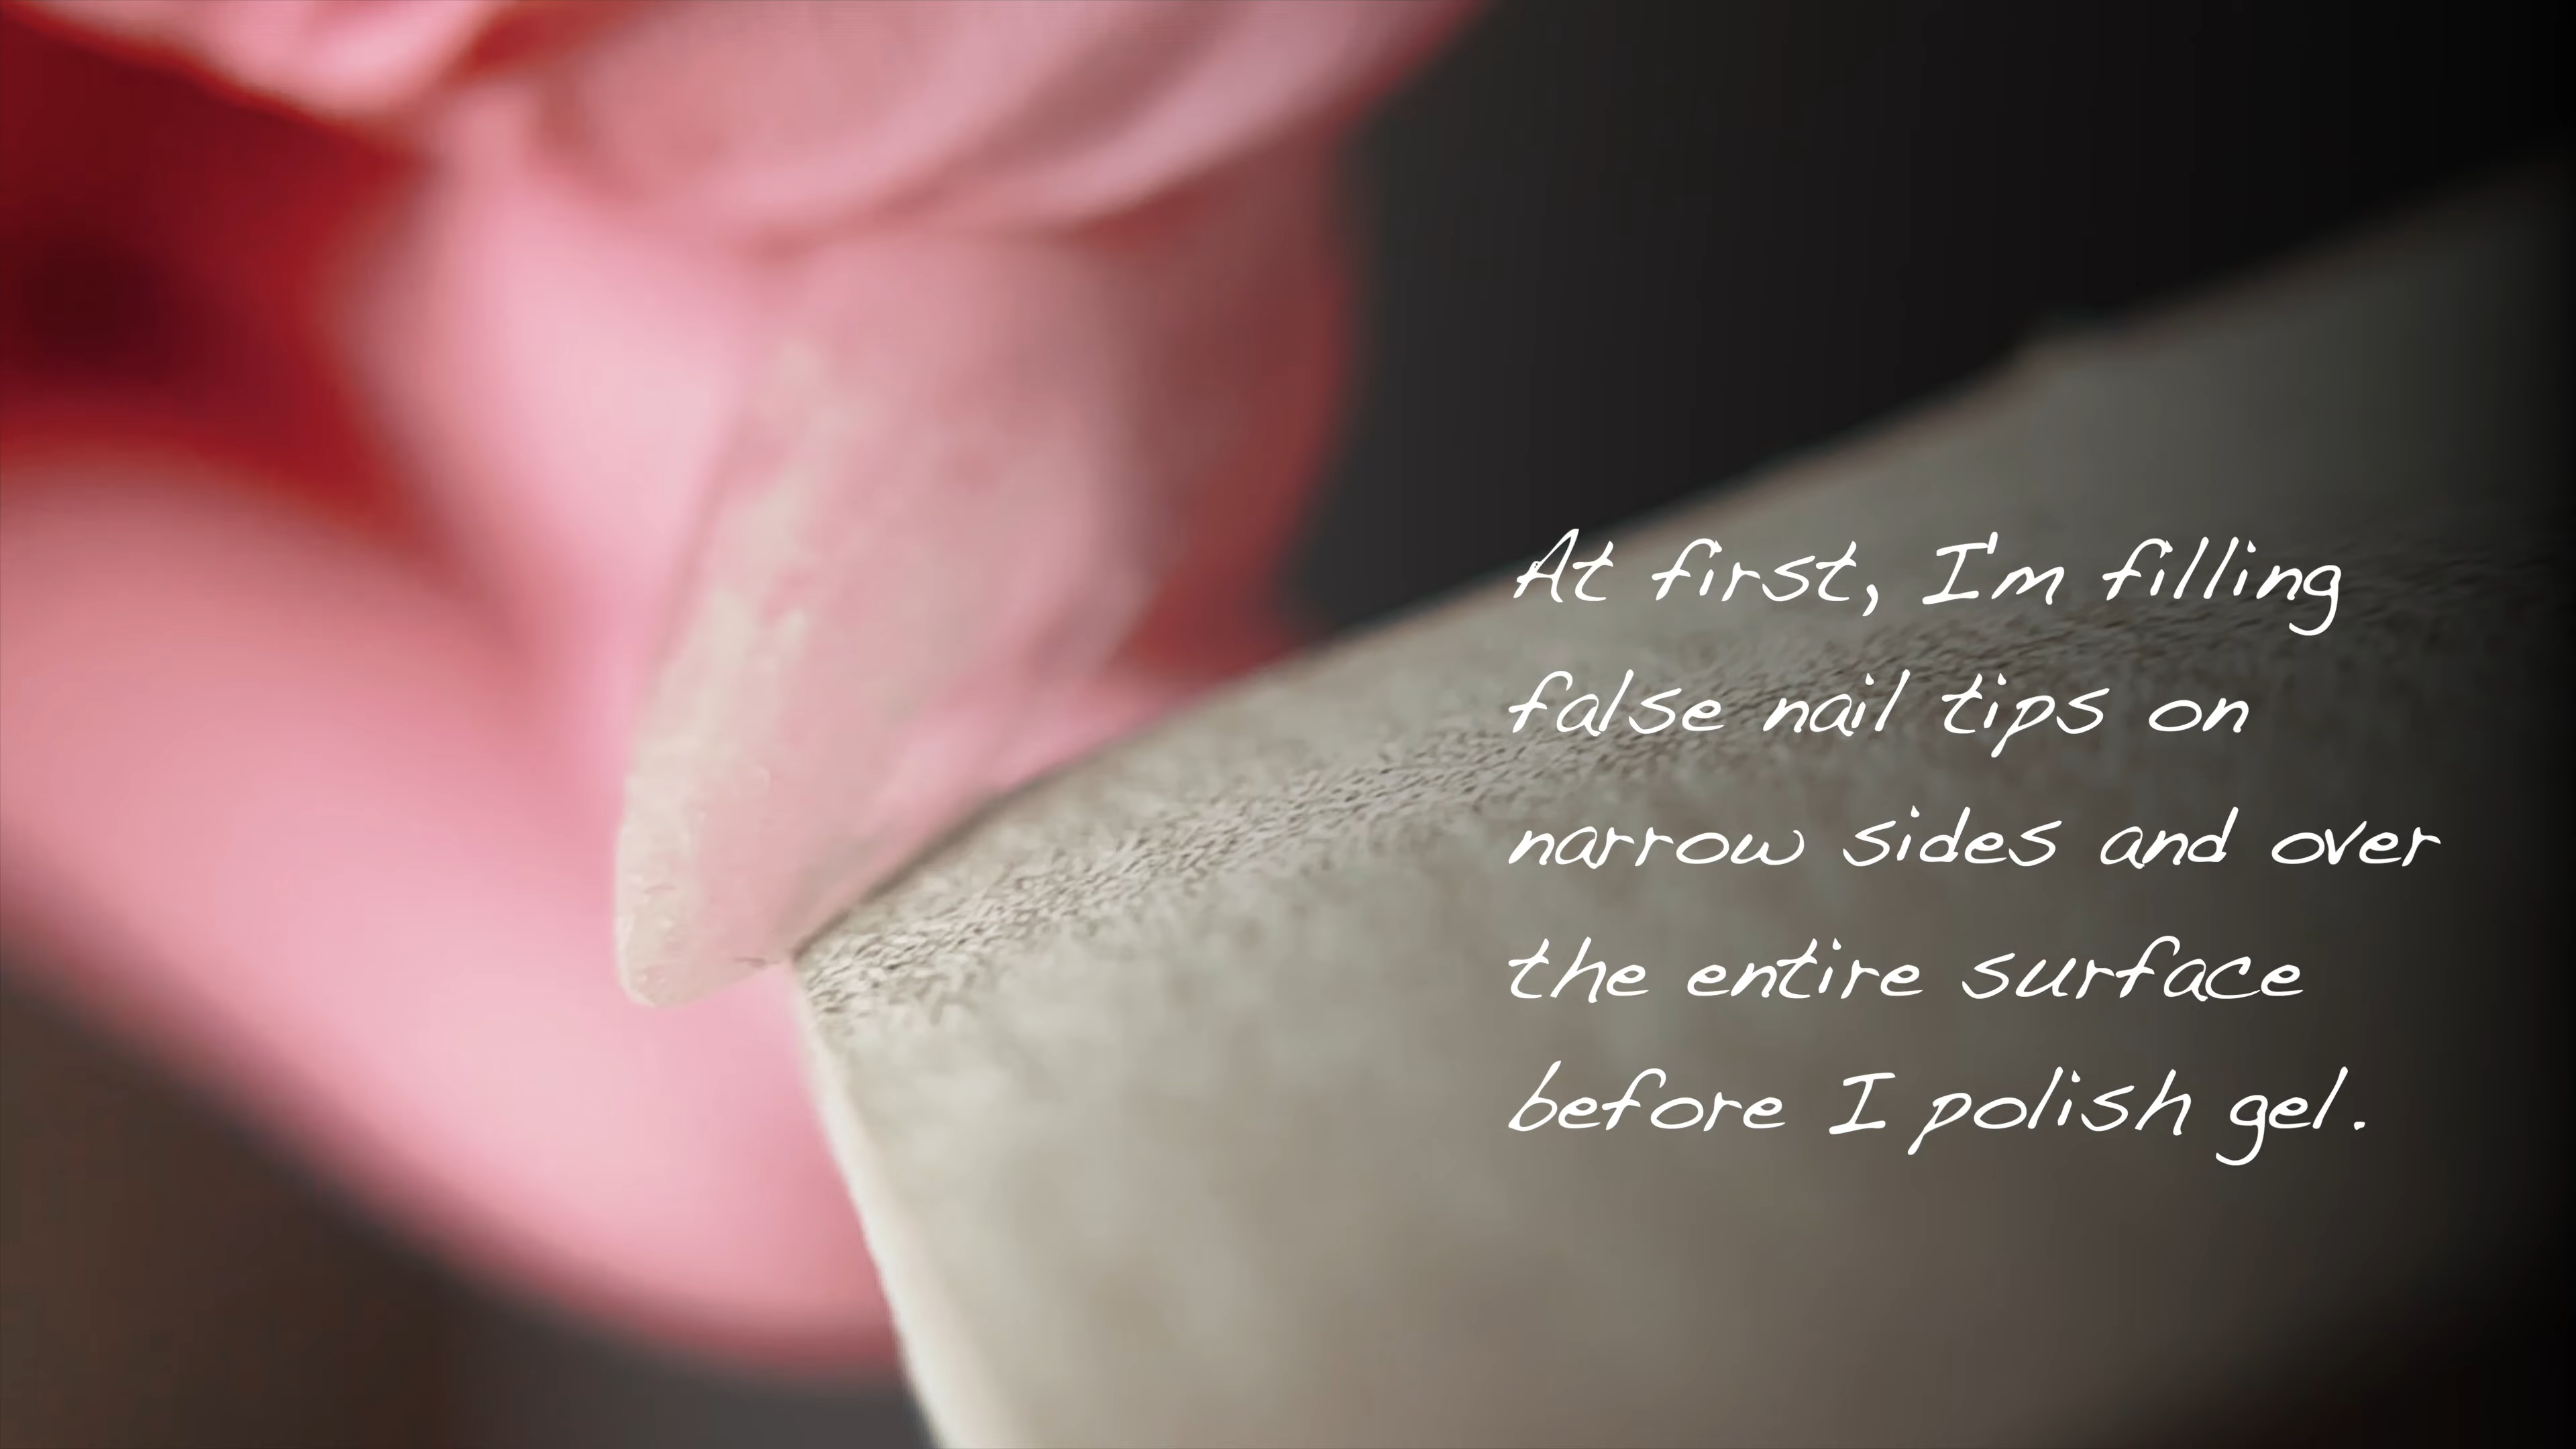 At first, I'm filling
false nail tips on
narrow sides and over
the entire surface
before I polish gel.